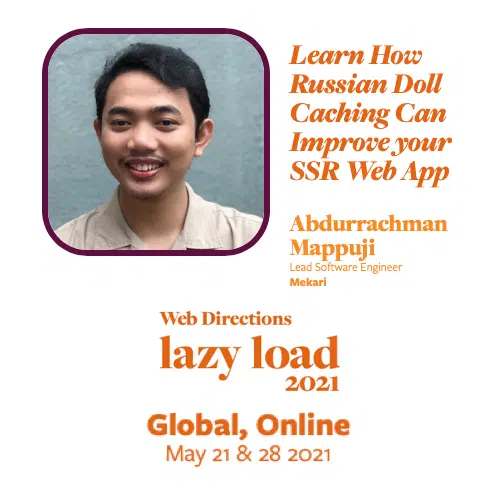 Learn How
Russian Doll
Caching Can
Improve your
SSR Web App
Abdurrachman
Mappuji
Lead Software Engineer
Mekari
Web Directions
lazy load
2021
Global, Online
May 21 & 28 2021